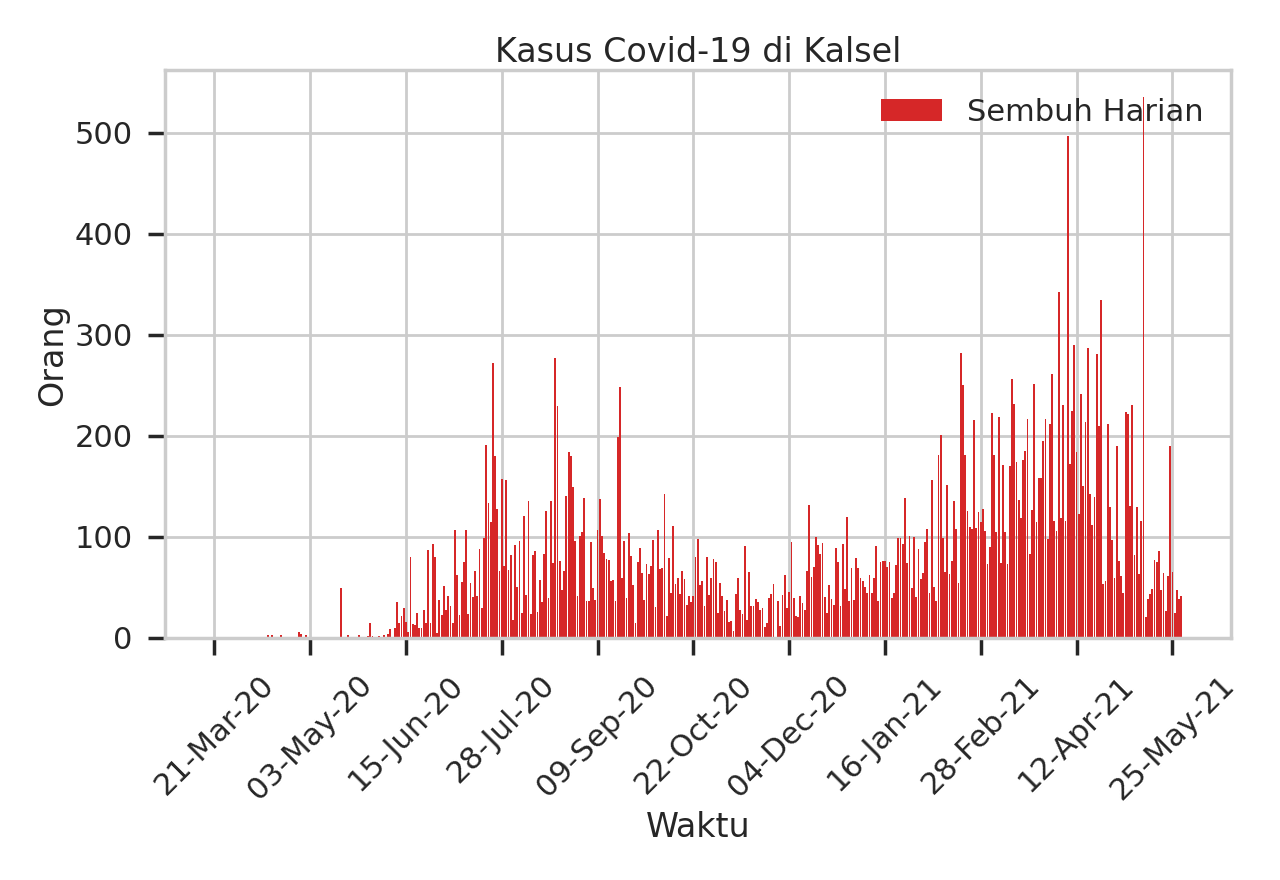 Kasus Covid-19 di Kalsel
Sembuh Harian
Orang
500
400
300
200
100
0
21-Mar-20
03-May-20
15-Jun-20
28-Jul-20
09-Sep-20
22-Oct-20
04-Dec-20
16-Jan-21
28-Feb-21
12-Apr-21
25-May-21
Waktu